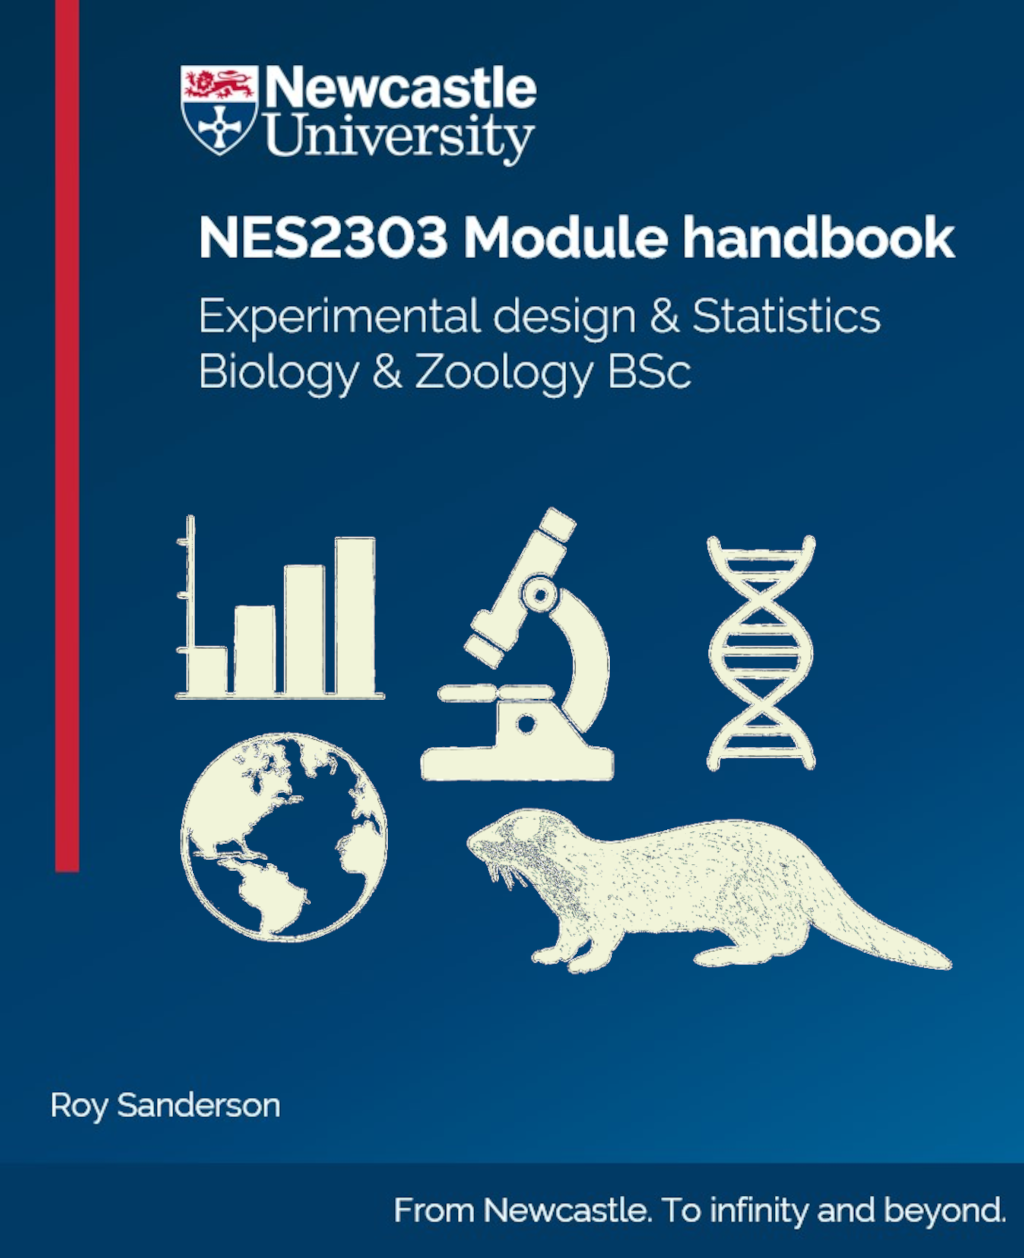 Newcastle
University
NES2303 Module handbook
Experimental design & Statistics
Biology & Zoology BSc
Roy Sanderson
From Newcastle. To infinity and beyond.